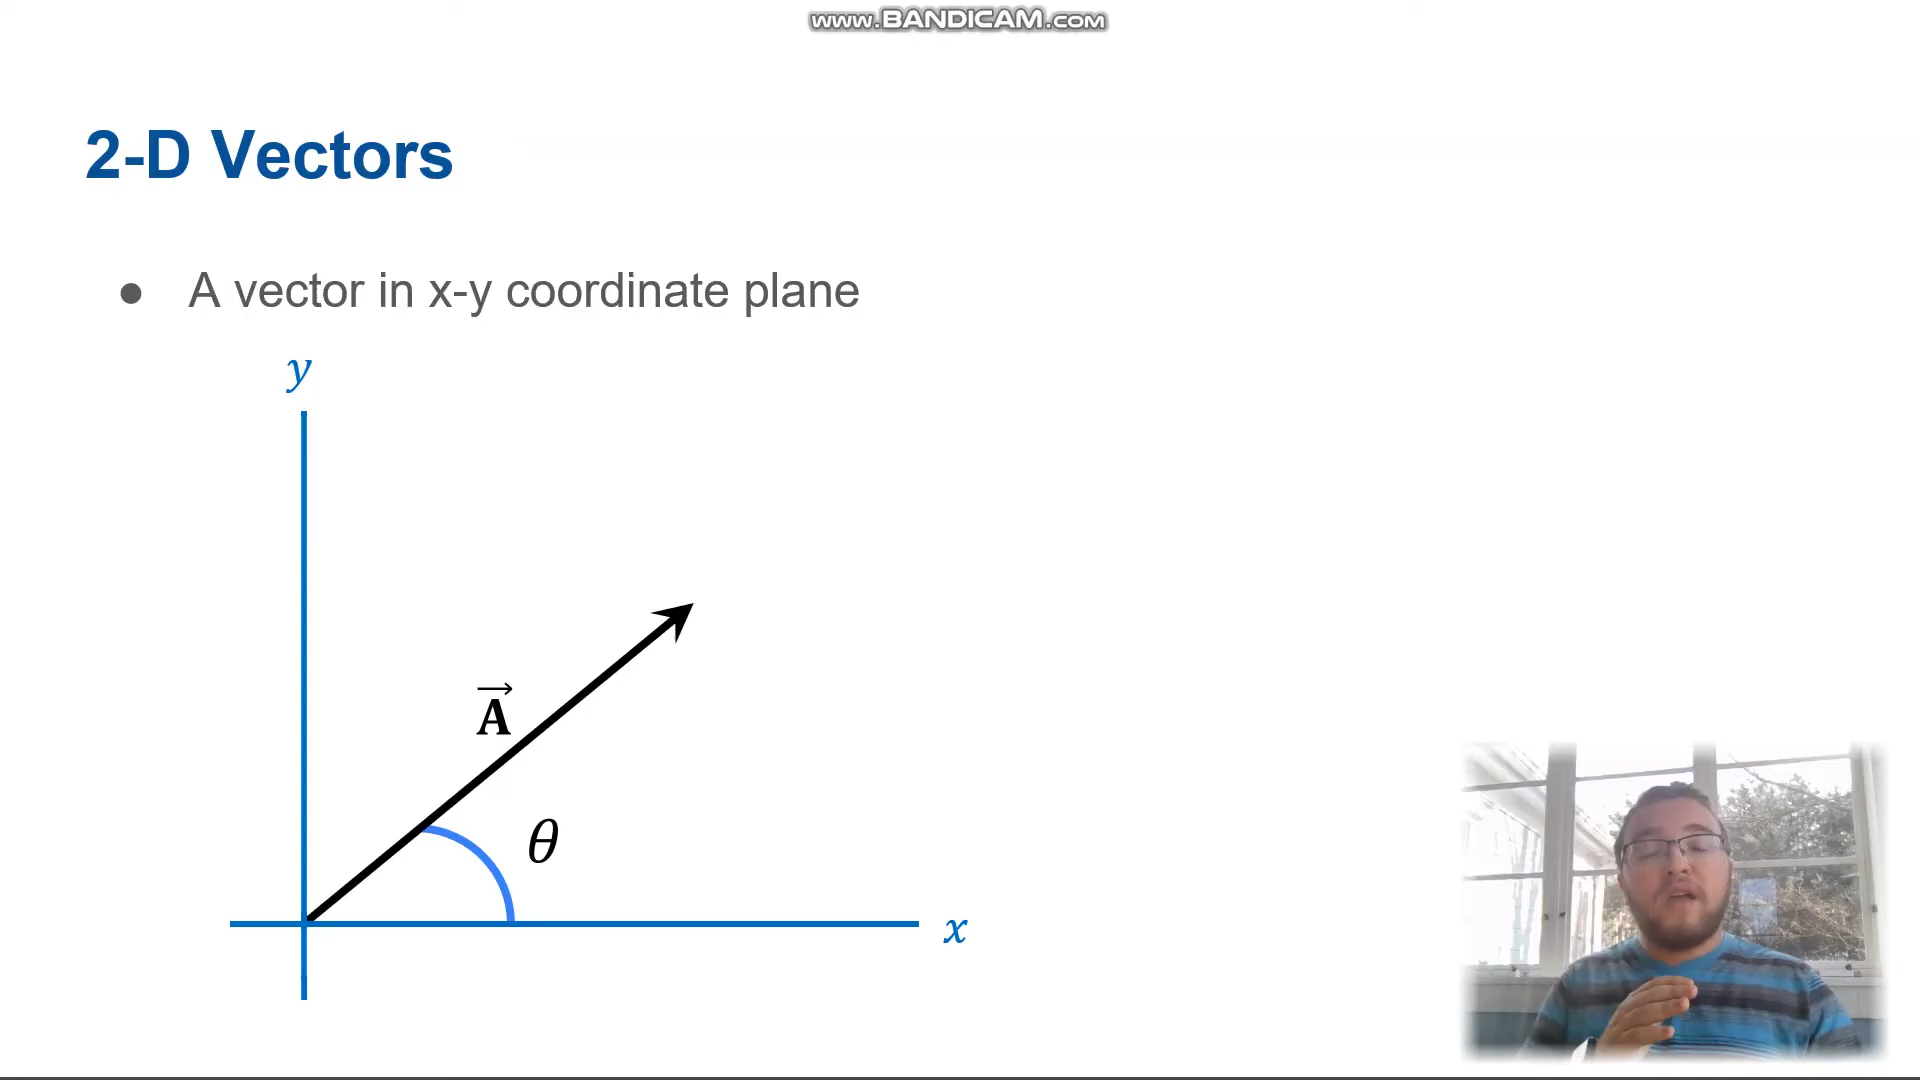 www.BANDICAM.com
2-D Vectors
● A vector in x-y coordinate plane
y
A⃗
θ
x